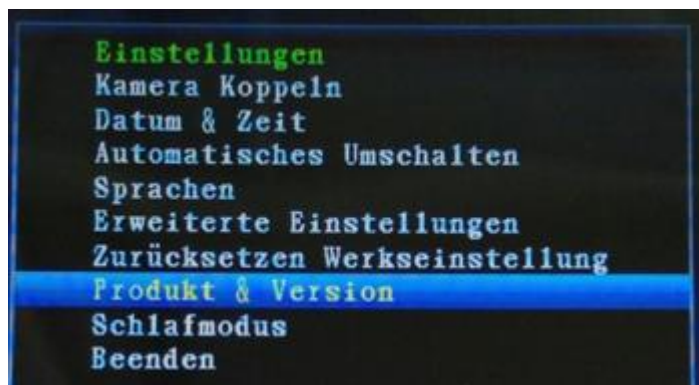 Einstellungen
Kamera Koppeln
Datum & Zeit
Automatisches Umschalten
Sprachen
Erweiterte Einstellungen
Zurücksetzen Werkseinstellung
Produkt & Version
Schlafmodus
Beenden